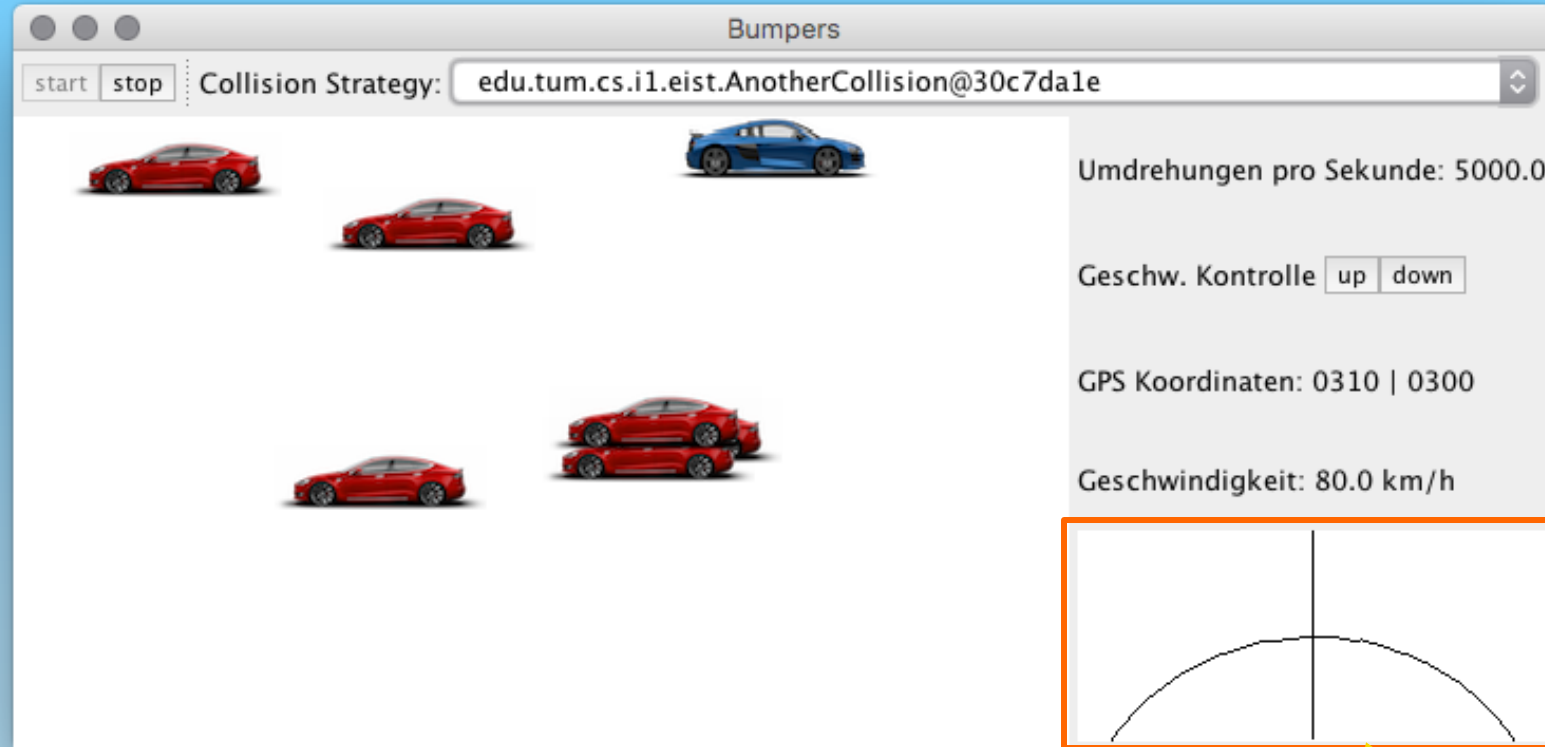 Bumpers
start stop Collision Strategy: edu.tum.cs.i1.eist.AnotherCollision@30c7da1e
Umdrehungen pro Sekunde: 5000.0
Geschw. Kontrolle up down
GPS Koordinaten: 0310 | 0300
Geschwindigkeit: 80.0 km/h